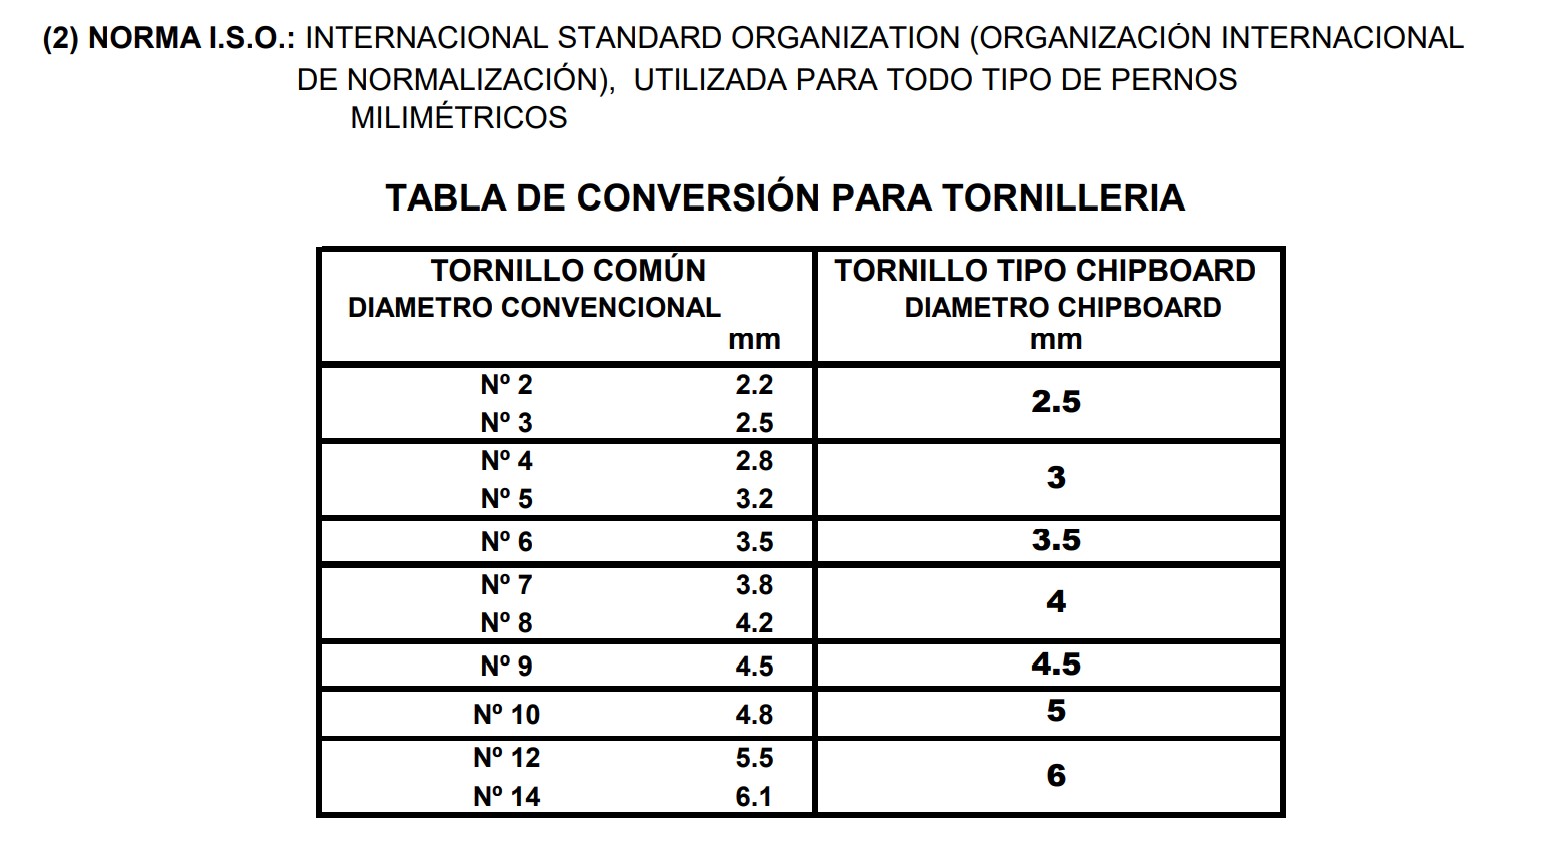 (2) NORMA I.S.O.: INTERNACIONAL STANDARD ORGANIZATION (ORGANIZACIÓN INTERNACIONAL
DE NORMALIZACIÓN), UTILIZADA PARA TODO TIPO DE PERNOS
MILIMÉTRICOS
TABLA DE CONVERSIÓN PARA TORNILLERIA
TORNILLO COMÚN TORNILLO TIPO CHIPBOARD
DIAMETRO CONVENCIONAL DIAMETRO CHIPBOARD
mm mm
Nº 2 2.2
2.5
Nº 3 2.5
Nº 4 2.8
3
Nº 5 3.2
Nº 6 3.5 3.5
Nº 7 3.8
4
Nº 8 4.2
Nº 9 4.5 4.5
Nº 10 4.8 5
Nº 12 5.5
6
Nº 14 6.1